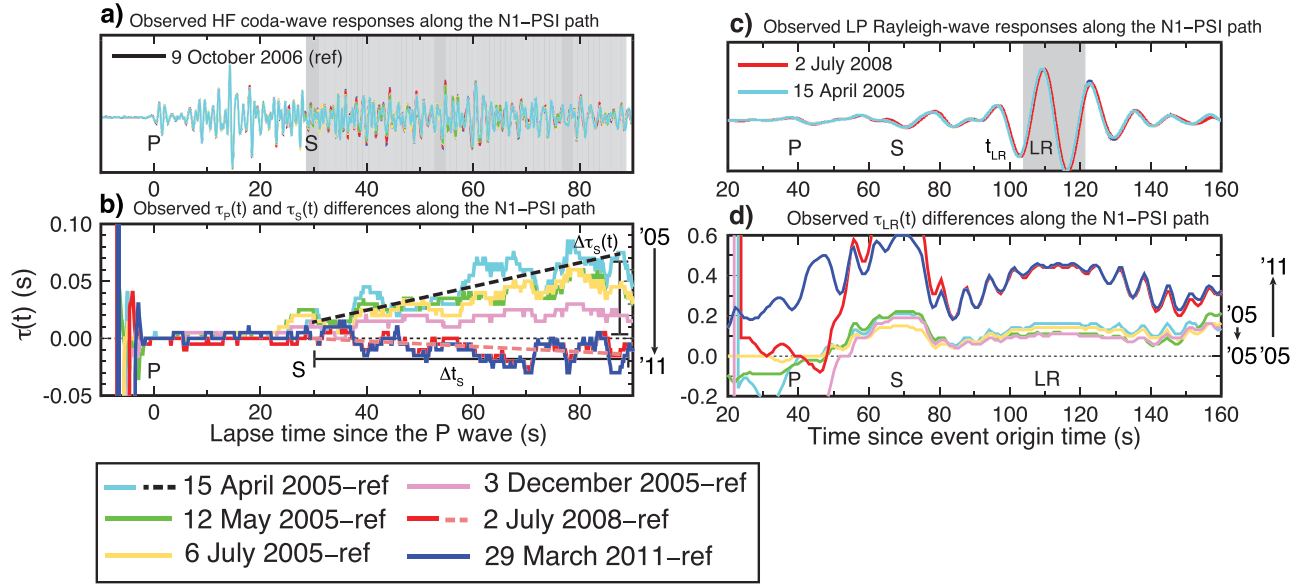 a) Observed HF coda-wave responses along the N1−PSI path
9 October 2006 (ref)
P
S
b) Observed τP(t) and τS(t) differences along the N1−PSI path
0.10
0.05
0.00
-0.05
τ(t) (s)
ΔτS(t)
'05
'11
P
S
ΔtS
0 20 40 60 80
Lapse time since the P wave (s)
c) Observed LP Rayleigh-wave responses along the N1−PSI path
2 July 2008
15 April 2005
P S tLR LR
20 40 60 80 100 120 140 160
d) Observed τLR(t) differences along the N1−PSI path
0.6
0.4
0.2
0.0
-0.2
P S LR
'11
'05
'05 '05
20 40 60 80 100 120 140 160
Time since event origin time (s)
15 April 2005−ref
12 May 2005−ref
6 July 2005−ref
3 December 2005−ref
2 July 2008−ref
29 March 2011−ref